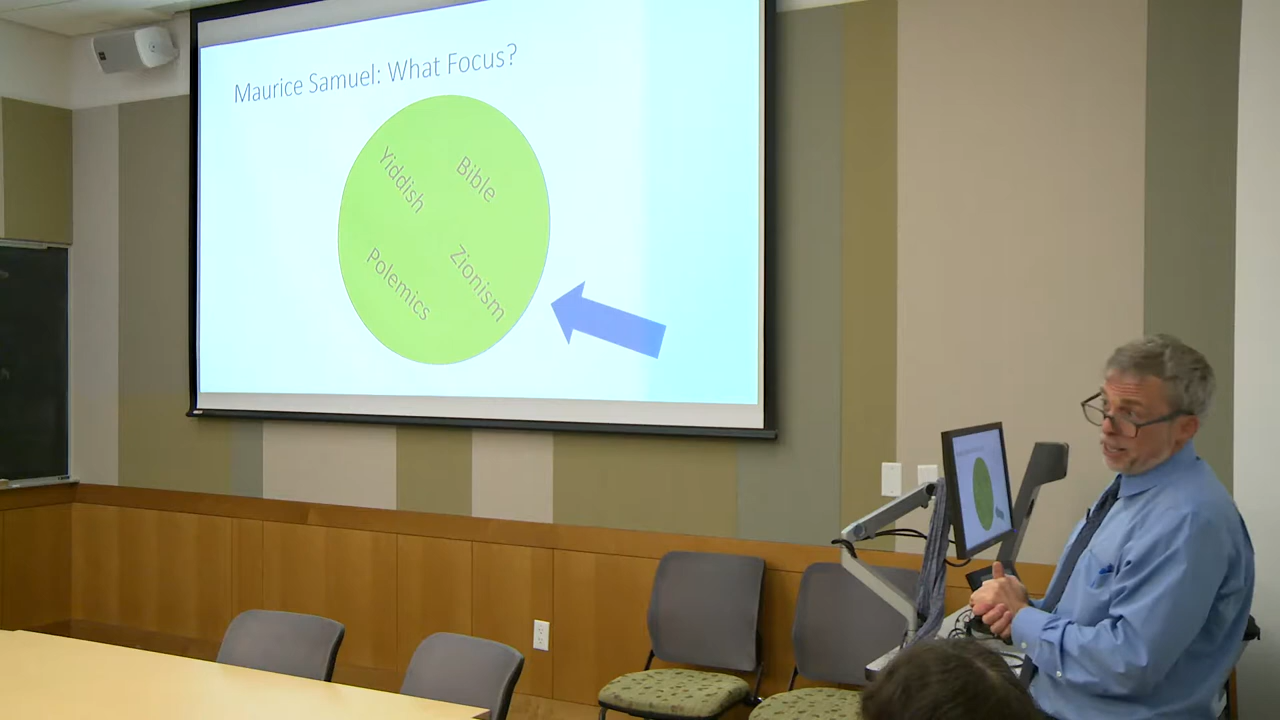 Maurice Samuel: What Focus?
Yiddish
Bible
Polemics
Zionism